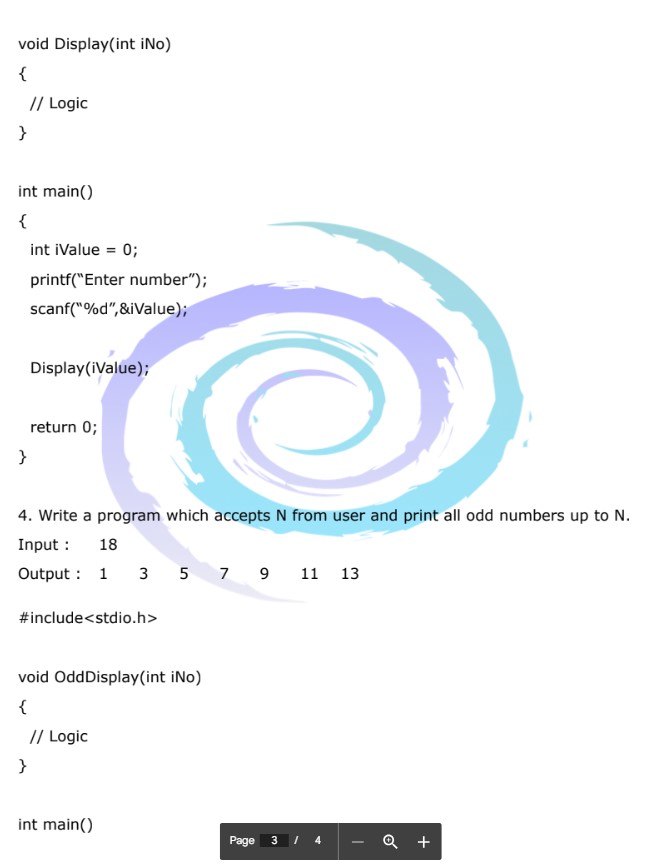 void Display(int iNo)
{
// Logic
}
int main()
{
int iValue = 0;
printf(“Enter number”);
scanf(“%d”,&iValue);
Display(iValue);
return 0;
}
4. Write a program which accepts N from user and print all odd numbers up to N.
Input : 18
Output : 1 3 5 7 9 11 13
#include<stdio.h>
void OddDisplay(int iNo)
{
// Logic
}
int main()
Page 3 / 4 — +